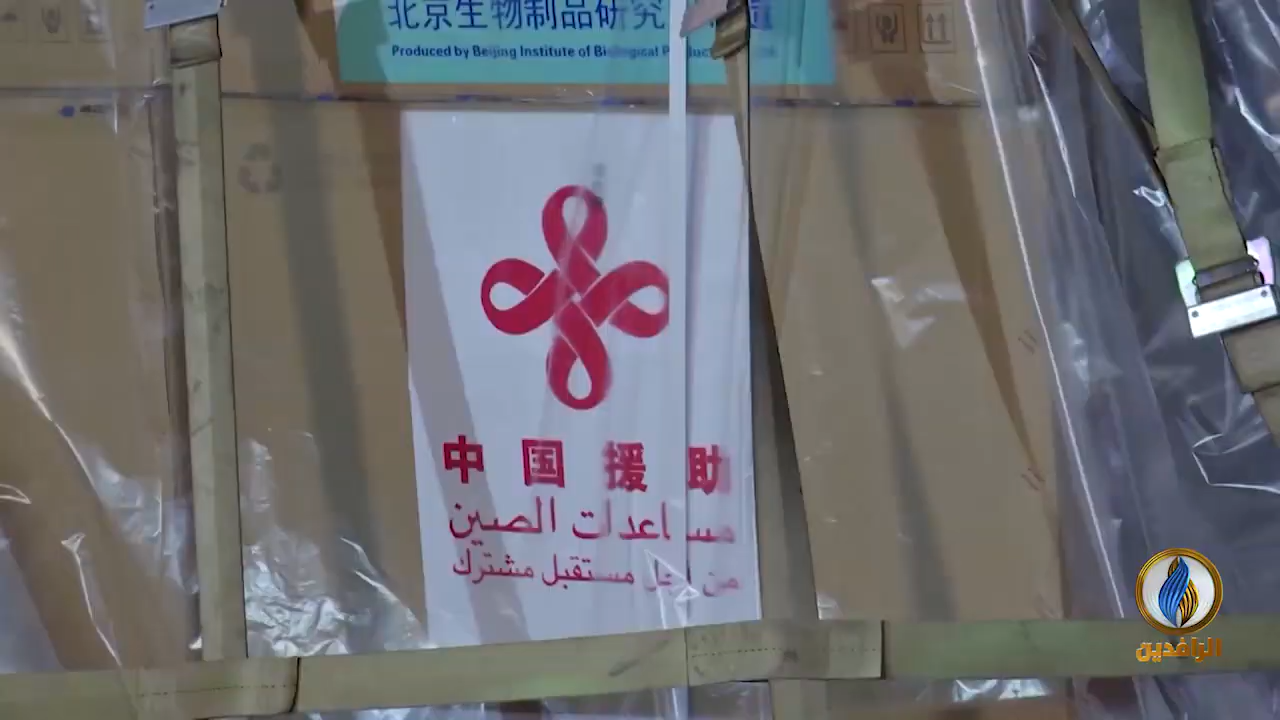 北京生物制品研究
Produced by Beijing Institute of Biological Products
中国援助
مساعدات الصين
من أجل مستقبل مشترك
الرافدين